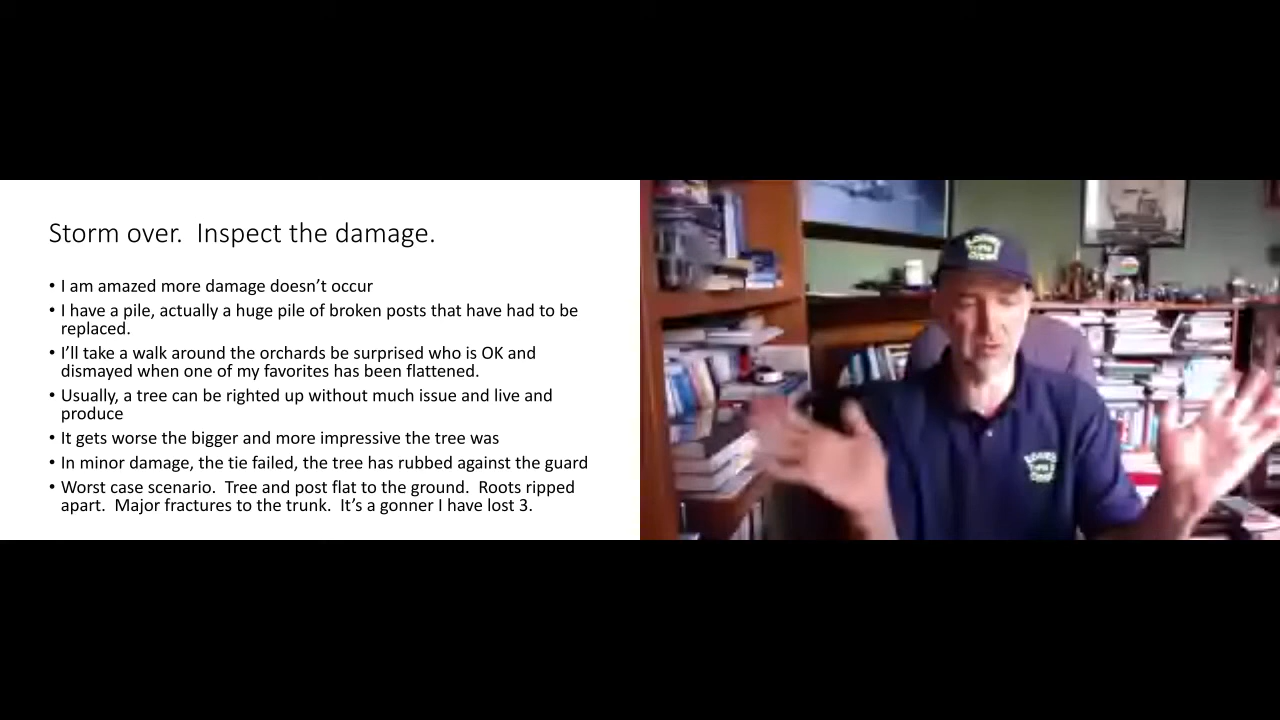 Storm over.  Inspect the damage.
• I am amazed more damage doesn’t occur
• I have a pile, actually a huge pile of broken posts that have had to be
replaced.
• I’ll take a walk around the orchards be surprised who is OK and
dismayed when one of my favorites has been flattened.
• Usually, a tree can be righted up without much issue and live and
produce
• It gets worse the bigger and more impressive the tree was
• In minor damage, the tie failed, the tree has rubbed against the guard
• Worst case scenario.  Tree and post flat to the ground.  Roots ripped
apart.  Major fractures to the trunk.  It’s a gonner I have lost 3.